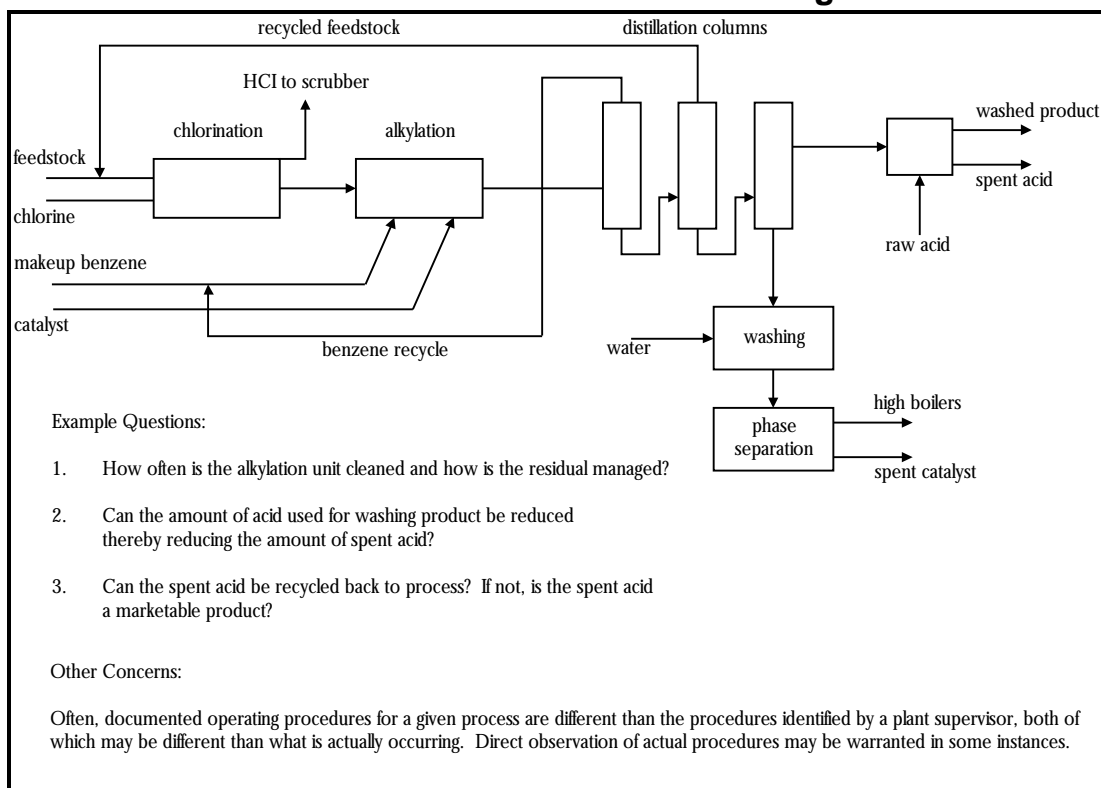 recycled feedstock
distillation columns
HCI to scrubber
washed product
chlorination
alkylation
feedstock
spent acid
chlorine
raw acid
makeup benzene
catalyst
washing
water
benzene recycle
high boilers
phase
separation
spent catalyst
Example Questions:
1. How often is the alkylation unit cleaned and how is the residual managed?
2. Can the amount of acid used for washing product be reduced
thereby reducing the amount of spent acid?
3. Can the spent acid be recycled back to process? If not, is the spent acid
a marketable product?
Other Concerns:
Often, documented operating procedures for a given process are different than the procedures identified by a plant supervisor, both of
which may be different than what is actually occurring. Direct observation of actual procedures may be warranted in some instances.